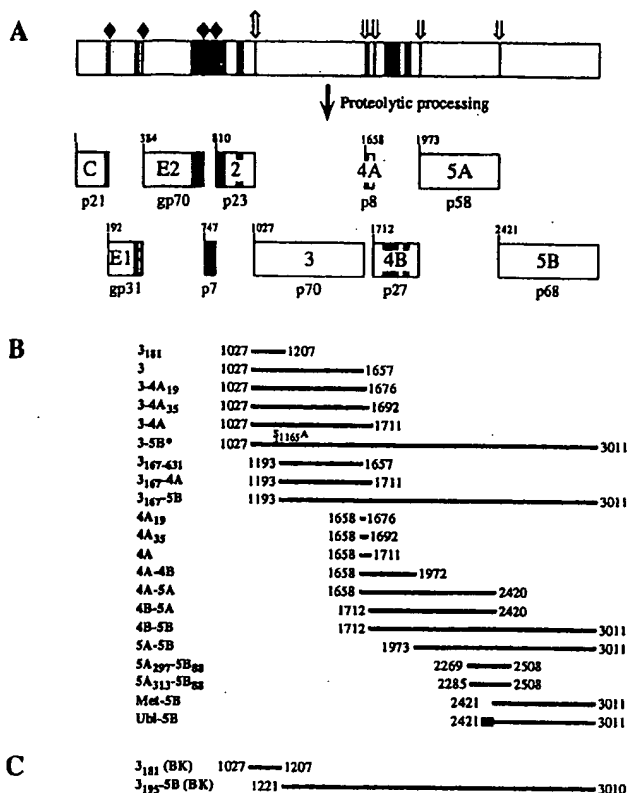 A
Proteolytic processing
1 384 810 1658 1973
C E2 2 4A 5A
p21 gp70 p23 p8 p58
192 747 1027 1712 2421
E1 3 4B 5B
gp31 p7 p70 p27 p68
B
3181 1027 1207
3 1027 1657
3-4A19 1027 1676
3-4A35 1027 1692
3-4A 1027 1711
S1165A
3-5B* 1027 3011
3167-631 1193 1657
3167-4A 1193 1711
3167-5B 1193 3011
4A19 1658 1676
4A35 1658 1692
4A 1658 1711
4A-4B 1658 1972
4A-5A 1658 2420
4B-5A 1712 2420
4B-5B 1712 3011
5A-5B 1973 3011
5A297-5B88 2269 2508
5A313-5B88 2285 2508
Met-5B 2421 3011
Ubi-5B 2421 3011
C
3181 (BK) 1027 1207
3195-5B (BK) 1221 3010